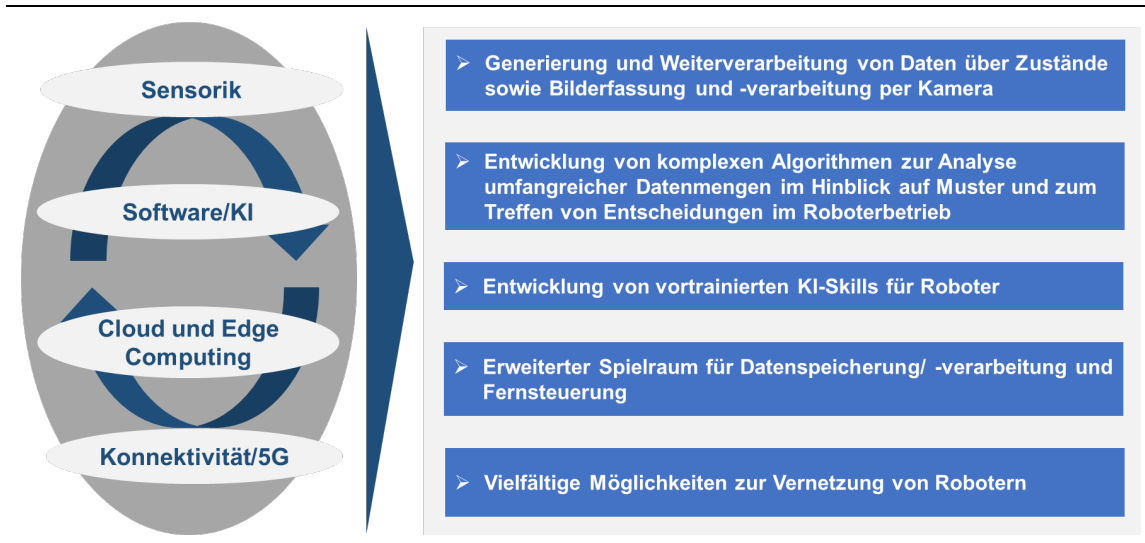 Sensorik
Software/KI
Cloud und Edge
Computing
Konnektivität/5G
➢ Generierung und Weiterverarbeitung von Daten über Zustände
sowie Bilderfassung und -verarbeitung per Kamera
➢ Entwicklung von komplexen Algorithmen zur Analyse
umfangreicher Datenmengen im Hinblick auf Muster und zum
Treffen von Entscheidungen im Roboterbetrieb
➢ Entwicklung von vortrainierten KI-Skills für Roboter
➢ Erweiterter Spielraum für Datenspeicherung/ -verarbeitung und
Fernsteuerung
➢ Vielfältige Möglichkeiten zur Vernetzung von Robotern